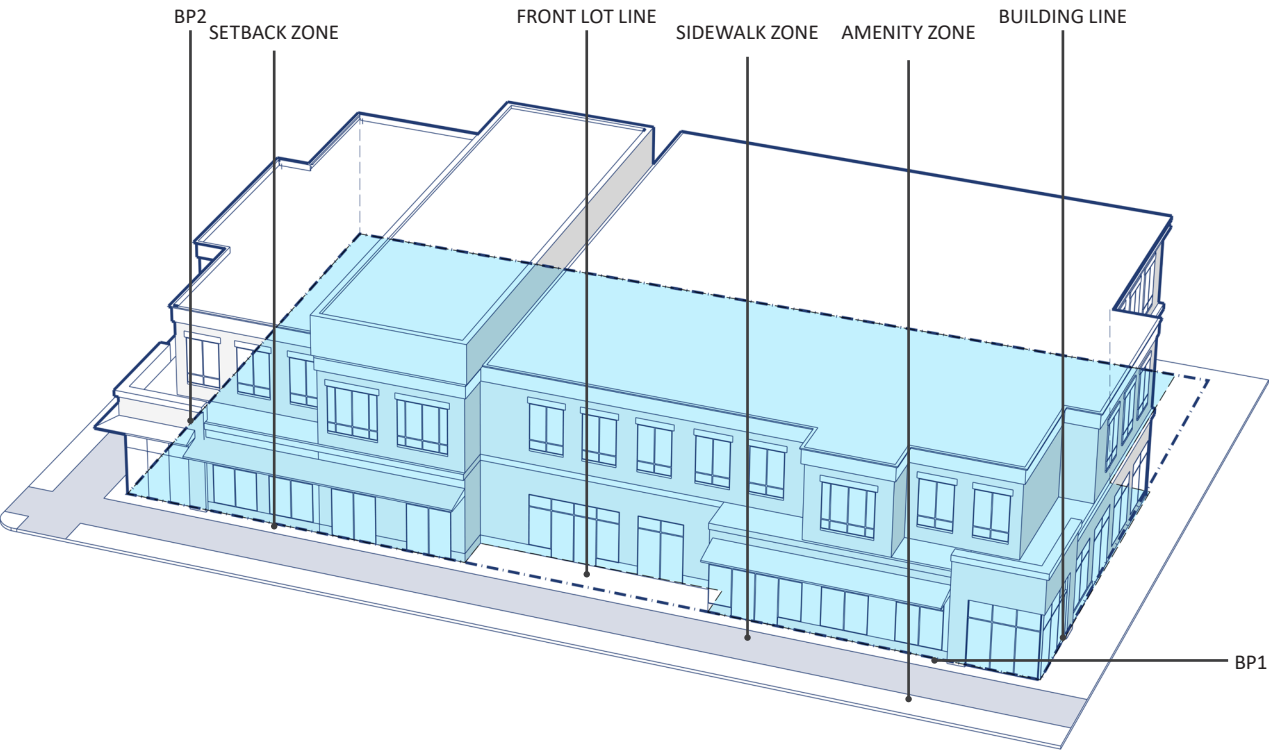 BP2
SETBACK ZONE
FRONT LOT LINE
SIDEWALK ZONE
AMENITY ZONE
BUILDING LINE
BP1